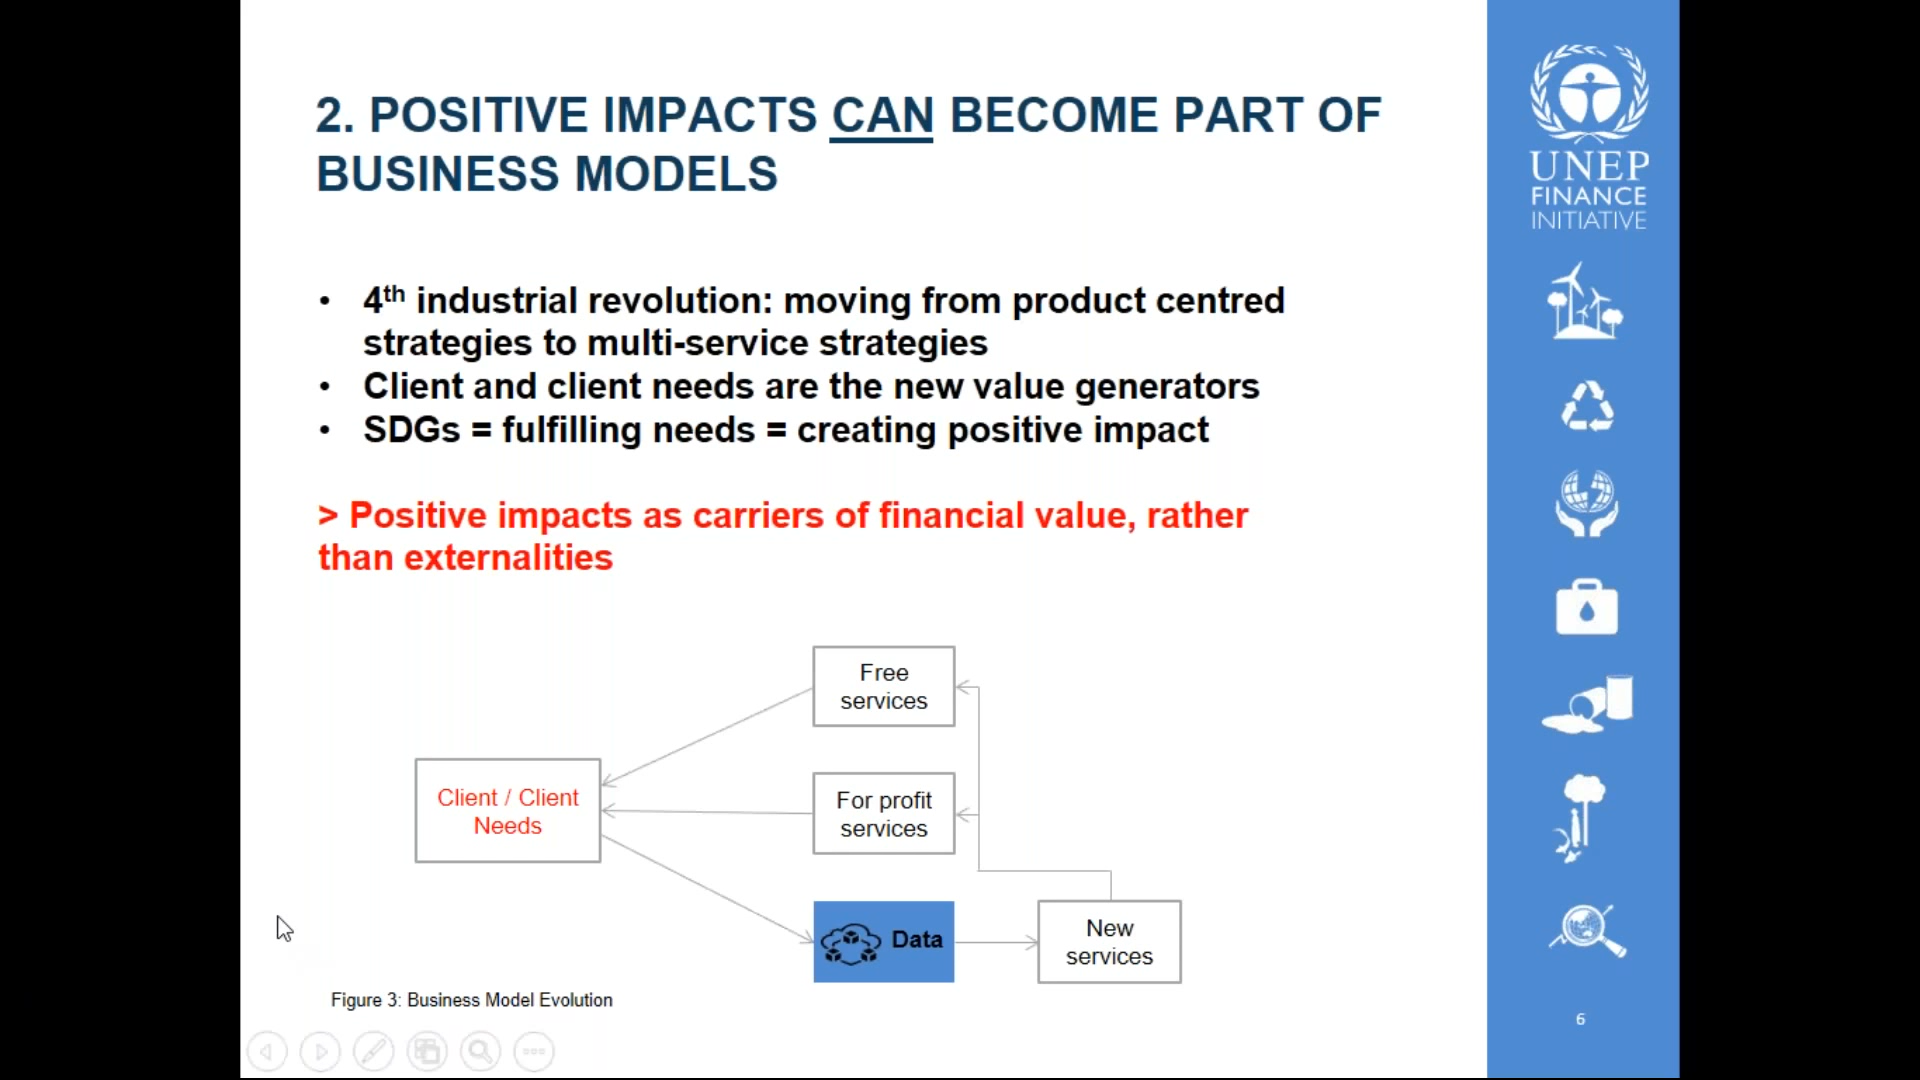 2. POSITIVE IMPACTS CAN BECOME PART OF
BUSINESS MODELS
• 4th industrial revolution: moving from product centred
strategies to multi-service strategies
• Client and client needs are the new value generators
• SDGs = fulfilling needs = creating positive impact
> Positive impacts as carriers of financial value, rather
than externalities
Free
services
Client / Client
Needs
For profit
services
Data
New
services
Figure 3: Business Model Evolution
UNEP
FINANCE
INITIATIVE
6